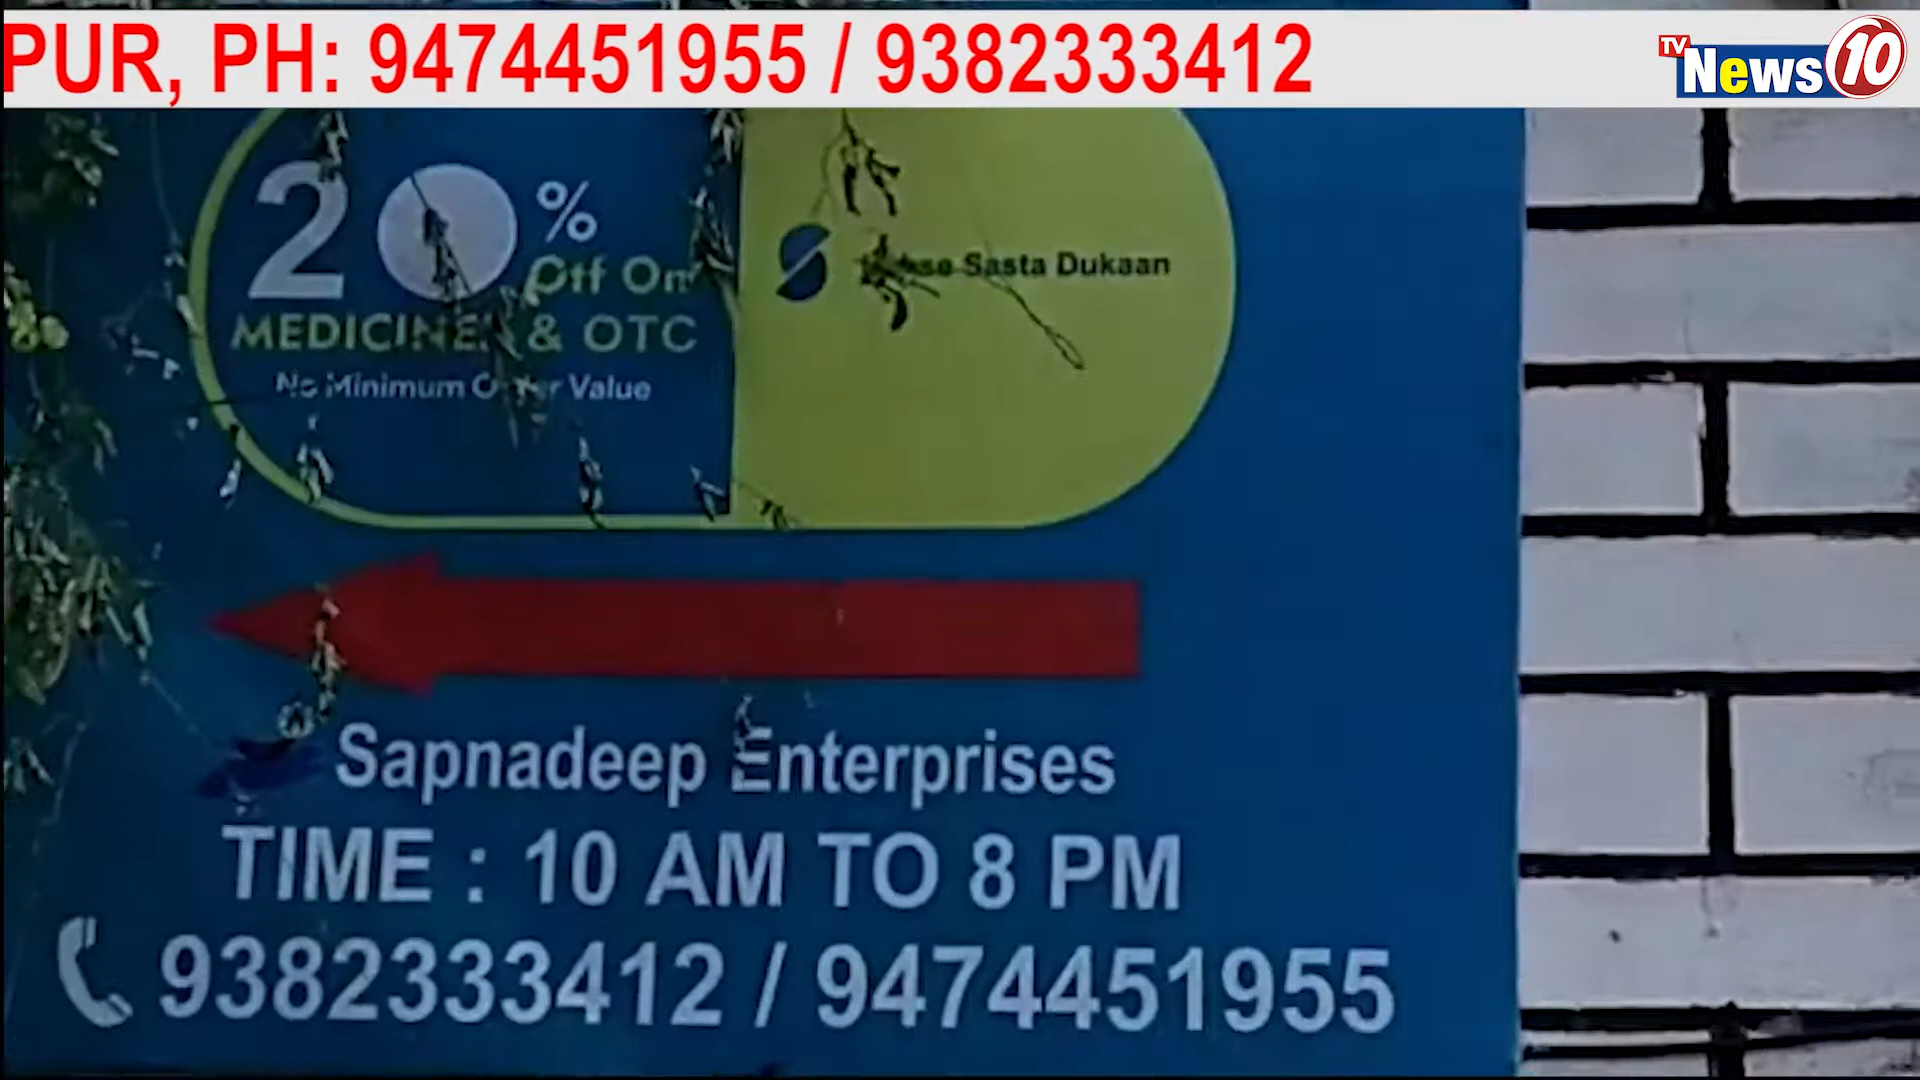 PUR, PH: 9474451955 / 9382333412
TV News 10
20%
Off On
MEDICINES & OTC
No Minimum Order Value
Sasta Dukaan
Sapnadeep Enterprises
TIME : 10 AM TO 8 PM
9382333412 / 9474451955